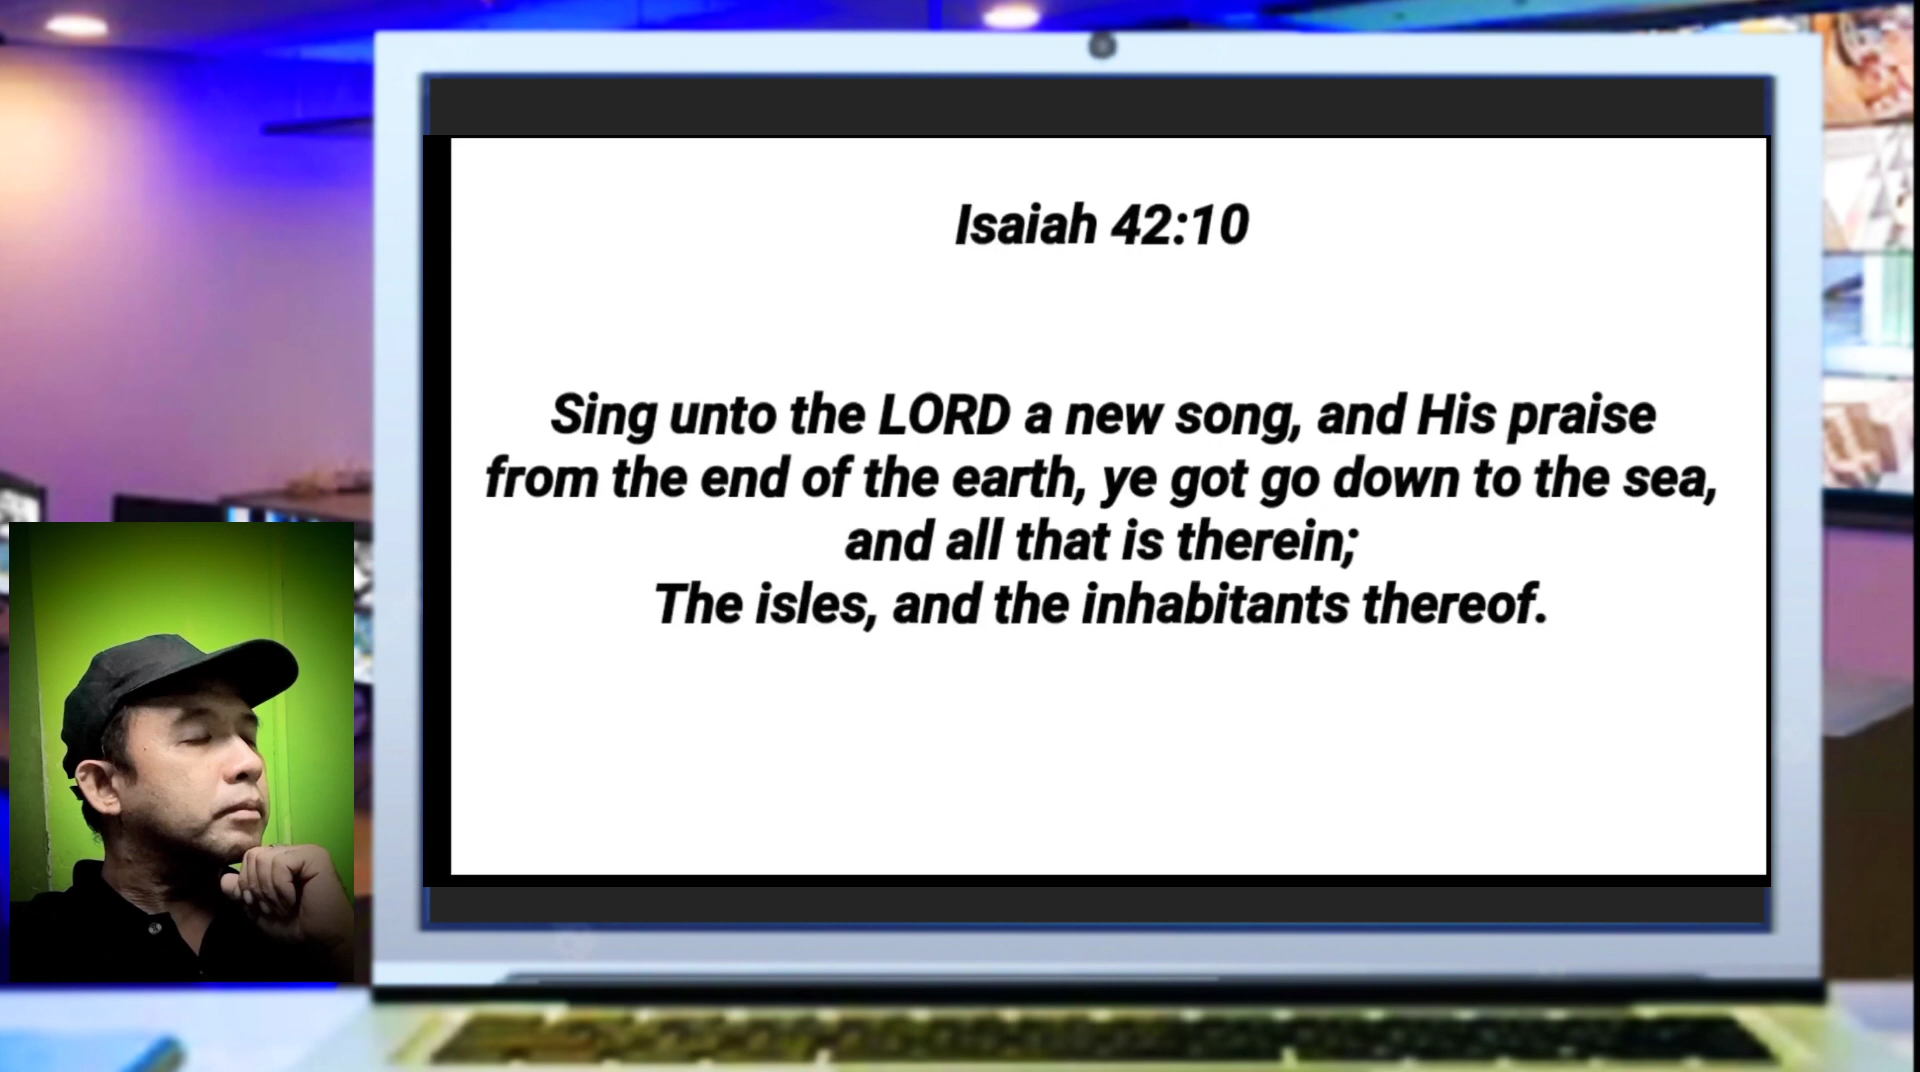 Isaiah 42:10
Sing unto the LORD a new song, and His praise
from the end of the earth, ye got go down to the sea,
and all that is therein;
The isles, and the inhabitants thereof.